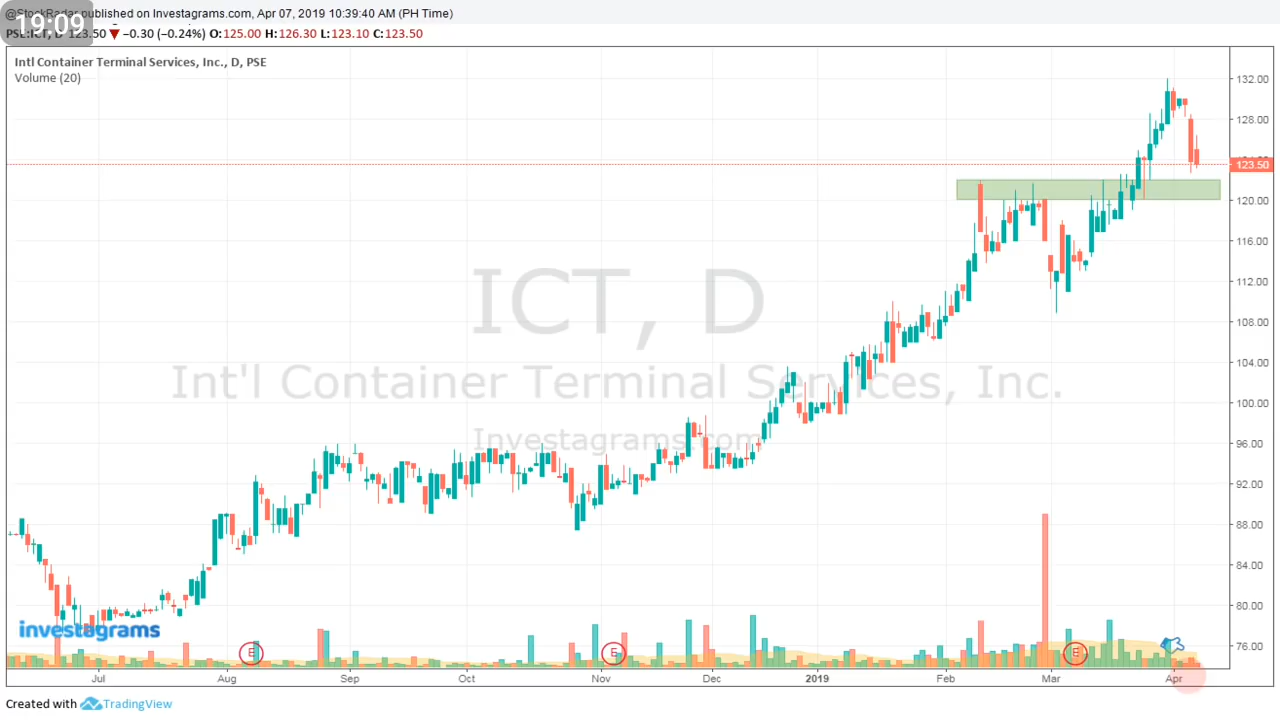 19:09
@StockRadar published on Investagrams.com, Apr 07, 2019 10:39:40 AM (PH Time)
PSE:ICT, D 123.50 ▼ −0.30 (−0.24%) O:125.00 H:126.30 L:123.10 C:123.50
Intl Container Terminal Services, Inc., D, PSE
Volume (20)
132.00
128.00
123.50
120.00
116.00
ICT, D
112.00
108.00
104.00
Int'l Container Terminal Services, Inc.
100.00
Investagrams.com
96.00
92.00
88.00
84.00
80.00
investagrams
76.00
E E E
Jul Aug Sep Oct Nov Dec 2019 Feb Mar Apr
Created with TradingView